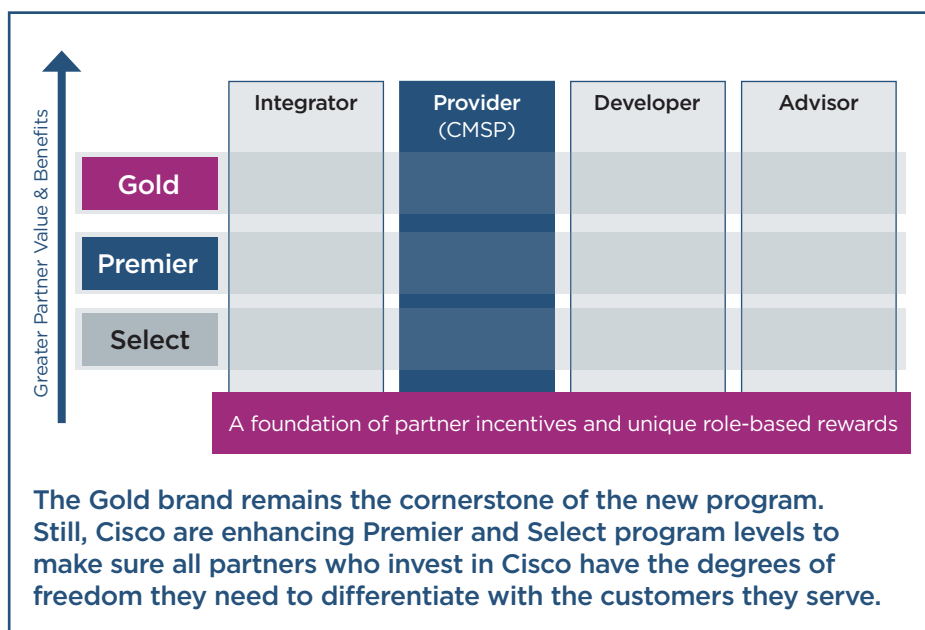 Greater Partner Value & Benefits
Integrator
Provider
(CMSP)
Developer
Advisor
Gold
Premier
Select
A foundation of partner incentives and unique role-based rewards
The Gold brand remains the cornerstone of the new program.
Still, Cisco are enhancing Premier and Select program levels to
make sure all partners who invest in Cisco have the degrees of
freedom they need to differentiate with the customers they serve.